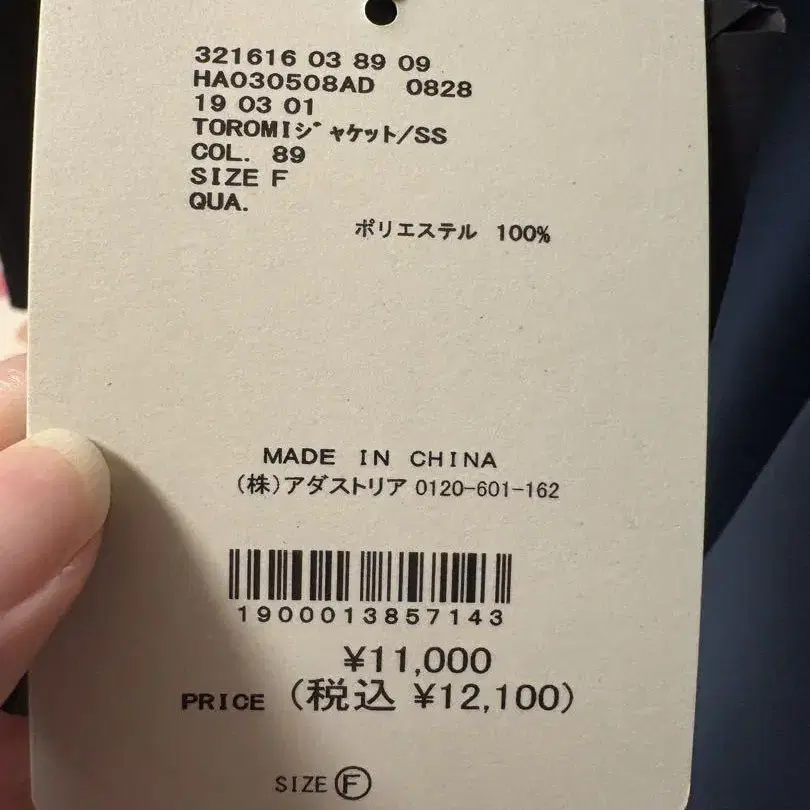 321616 03 89 09
HA030508AD 0828
19 03 01
TOROMIｼﾞｬｹｯﾄ/SS
COL. 89
SIZE F
QUA.
ポリエステル 100%
MADE IN CHINA
(株)アダストリア 0120-601-162
1900013857143
¥11,000
PRICE (税込 ¥12,100)
SIZE Ⓕ